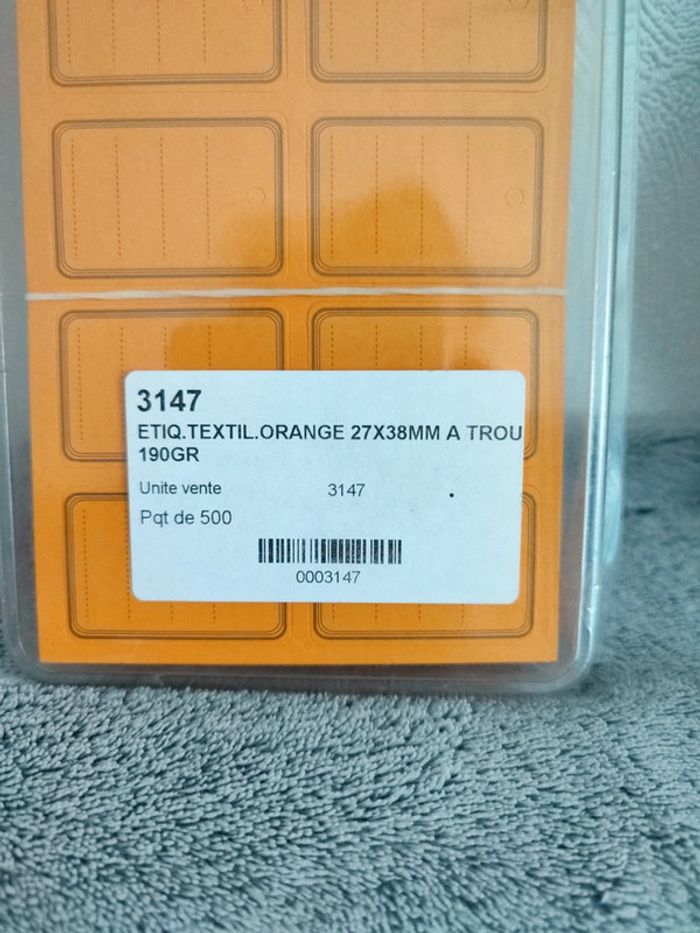 3147
ETIQ.TEXTIL.ORANGE 27X38MM A TROU
190GR
Unite vente 3147 .
Pqt de 500
0003147